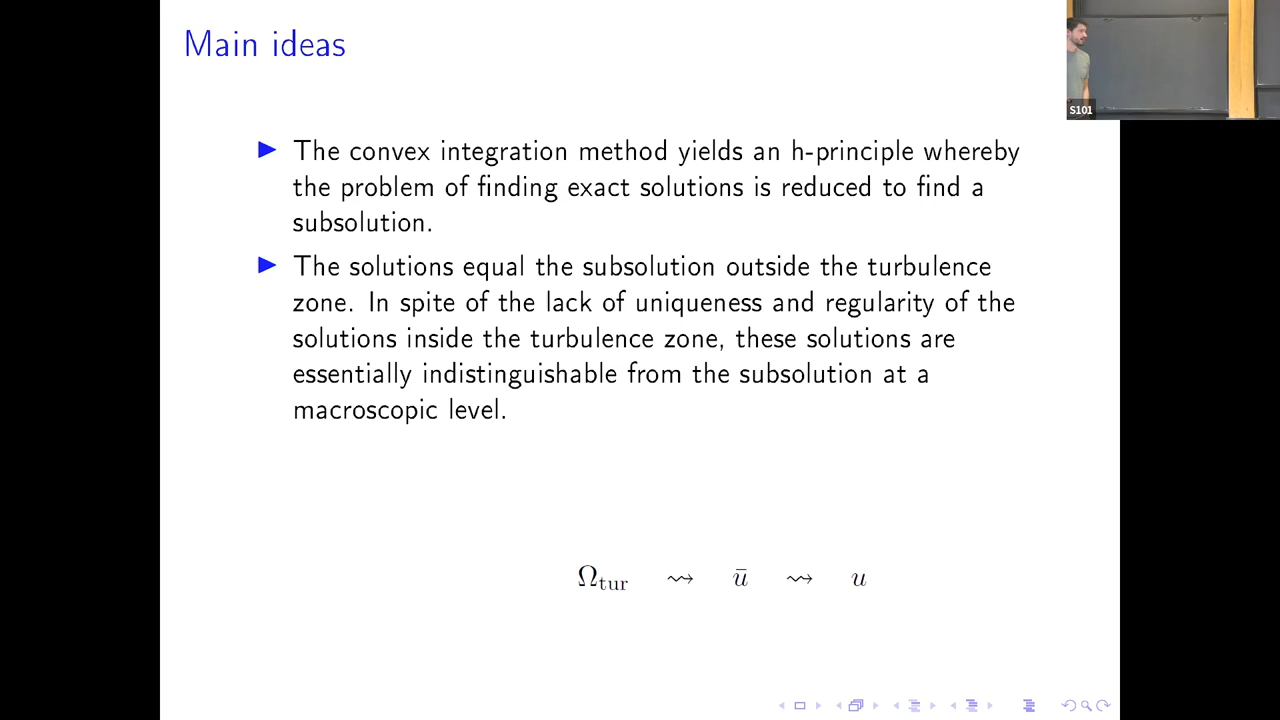 Main ideas
S101
The convex integration method yields an h-principle whereby
the problem of finding exact solutions is reduced to find a
subsolution.
The solutions equal the subsolution outside the turbulence
zone. In spite of the lack of uniqueness and regularity of the
solutions inside the turbulence zone, these solutions are
essentially indistinguishable from the subsolution at a
macroscopic level.
Ω_tur ⇝ ū ⇝ u